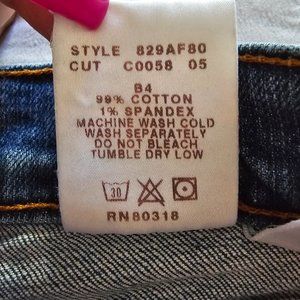 STYLE 829AF80
CUT C0058 05
B4
99% COTTON
1% SPANDEX
MACHINE WASH COLD
WASH SEPARATELY
DO NOT BLEACH
TUMBLE DRY LOW
30
RN80318